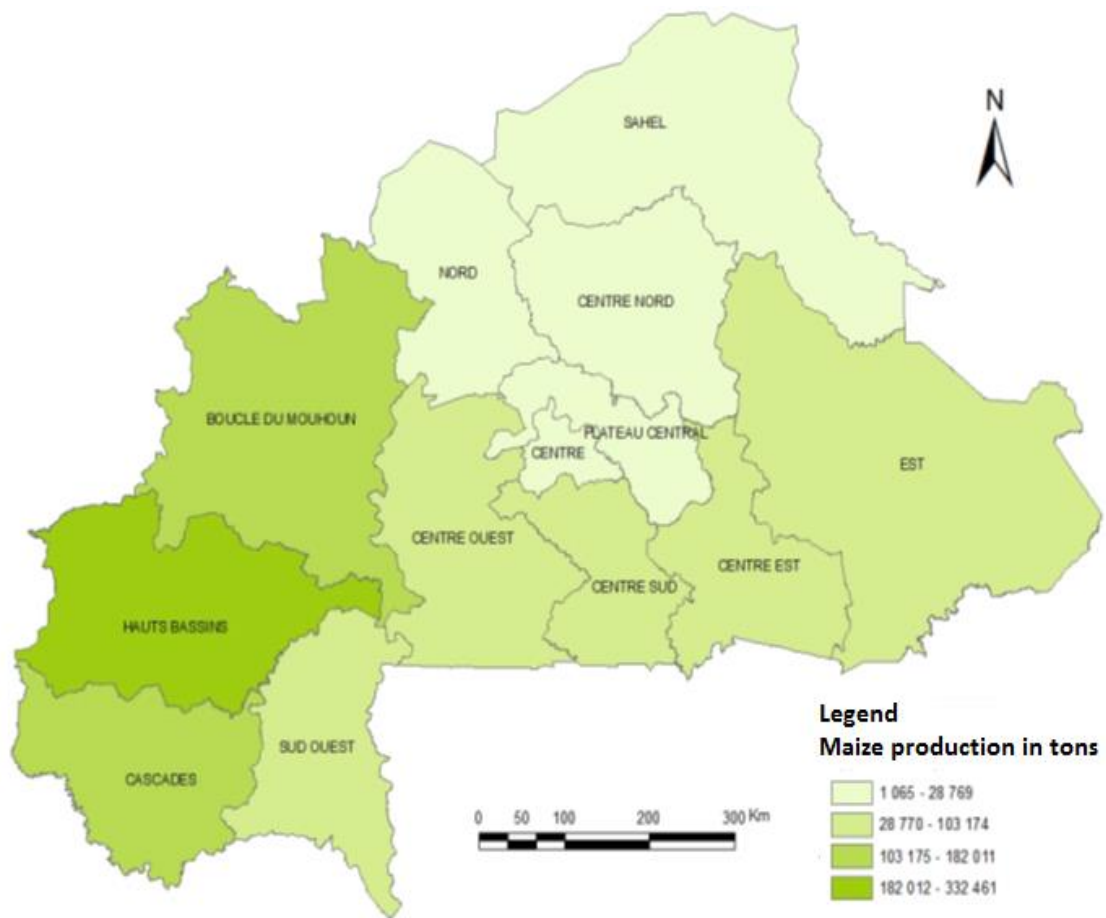 SAHEL
N
NORD
CENTRE NORD
BOUCLE DU MOUHOUN
PLATEAU CENTRAL
CENTRE
EST
CENTRE OUEST
CENTRE EST
CENTRE SUD
HAUTS BASSINS
SUD OUEST
CASCADES
Legend
Maize production in tons
1 065 - 28 769
28 770 - 103 174
103 175 - 182 011
182 012 - 332 461
0 50 100 200 300 Km